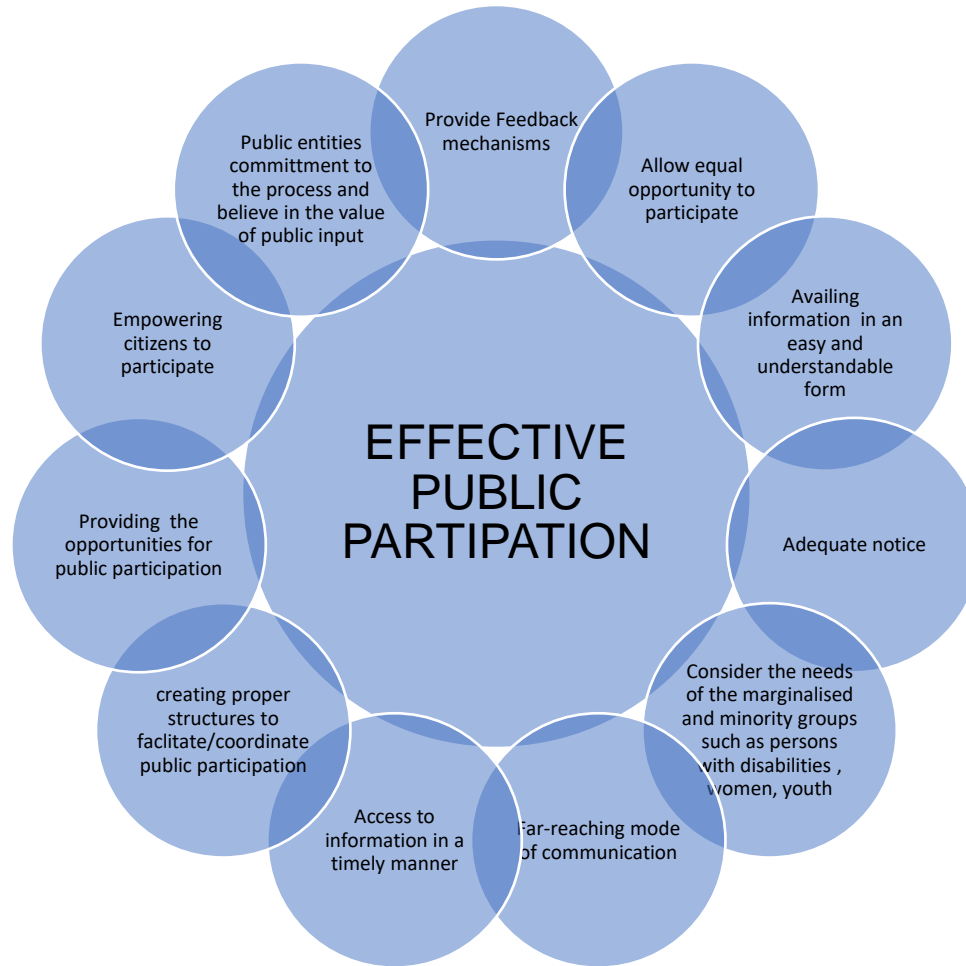 Provide Feedback
mechanisms
Allow equal
opportunity to
participate
Availing
information in an
easy and
understandable
form
Adequate notice
Consider the needs
of the marginalised
and minority groups
such as persons
with disabilities ,
women, youth
Far-reaching mode
of communication
Access to
information in a
timely manner
creating proper
structures to
faclitate/coordinate
public participation
Providing the
opportunities for
public participation
Empowering
citizens to
participate
Public entities
committment to
the process and
believe in the value
of public input
EFFECTIVE
PUBLIC
PARTIPATION